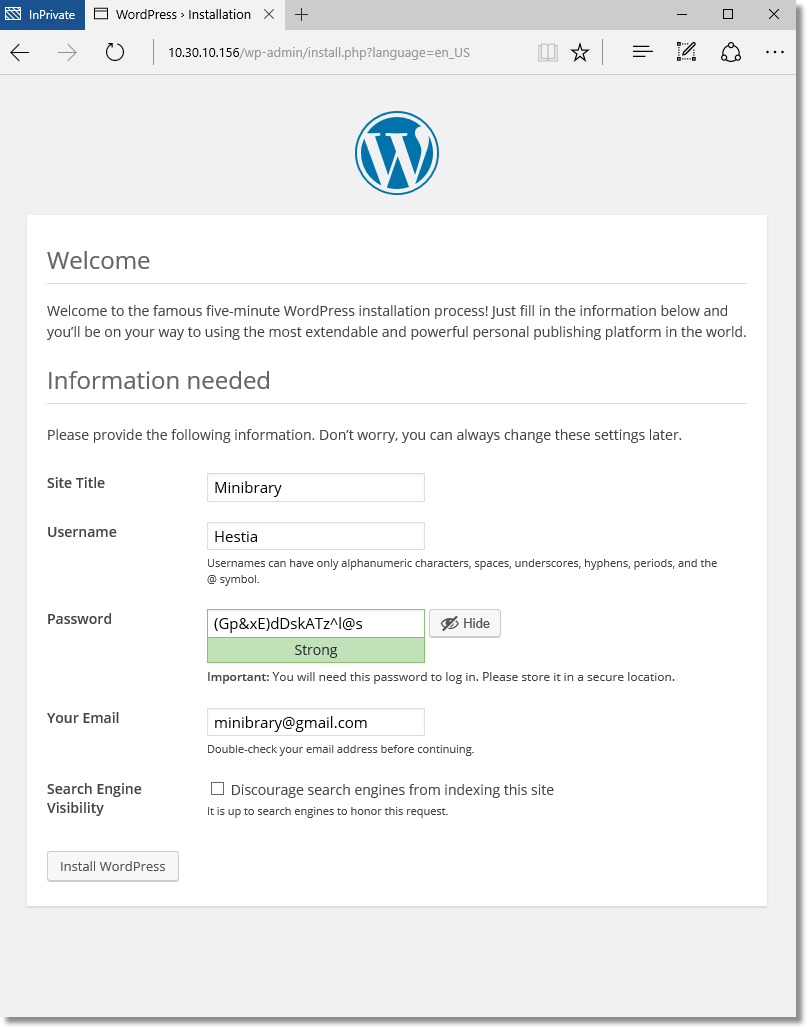 InPrivate
WordPress › Installation
10.30.10.156/wp-admin/install.php?language=en_US
Welcome
Welcome to the famous five-minute WordPress installation process! Just fill in the information below and
you’ll be on your way to using the most extendable and powerful personal publishing platform in the world.
Information needed
Please provide the following information. Don’t worry, you can always change these settings later.
Site Title
Minibrary
Username
Hestia
Usernames can have only alphanumeric characters, spaces, underscores, hyphens, periods, and the
@ symbol.
Password
(Gp&xE)dDskATz^l@s
Hide
Strong
Important: You will need this password to log in. Please store it in a secure location.
Your Email
minibrary@gmail.com
Double-check your email address before continuing.
Search Engine
Visibility
Discourage search engines from indexing this site
It is up to search engines to honor this request.
Install WordPress